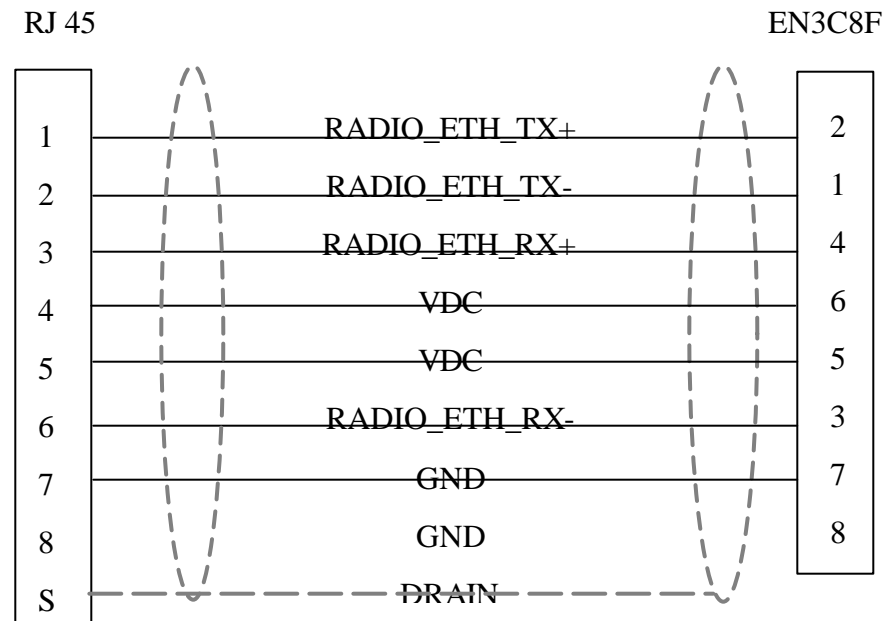 RJ 45 EN3C8F
1 RADIO_ETH_TX+ 2
2 RADIO_ETH_TX- 1
3 RADIO_ETH_RX+ 4
4 VDC 6
5 VDC 5
6 RADIO_ETH_RX- 3
7 GND 7
8 GND 8
S DRAIN